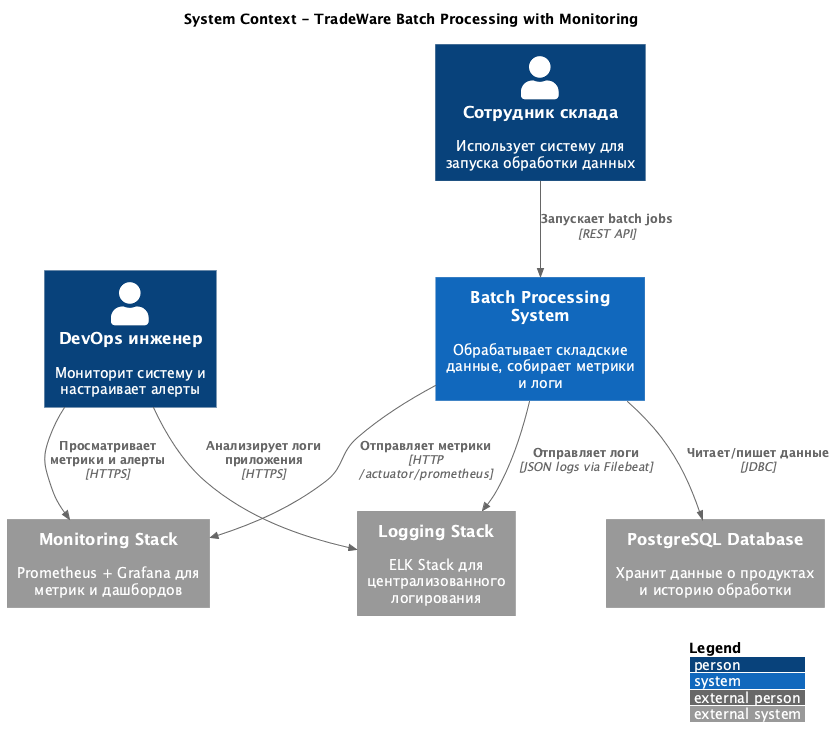 System Context – TradeWare Batch Processing with Monitoring
Сотрудник склада
Использует систему для
запуска обработки данных
Запускает batch jobs
[REST API]
DevOps инженер
Мониторит систему и
настраивает алерты
Batch Processing
System
Обрабатывает складские
данные, собирает метрики
и логи
Просматривает
метрики и алерты
[HTTPS]
Анализирует логи
приложения
[HTTPS]
Отправляет метрики
[HTTP
/actuator/prometheus]
Отправляет логи
[JSON logs via Filebeat]
Читает/пишет данные
[JDBC]
Monitoring Stack
Prometheus + Grafana для
метрик и дашбордов
Logging Stack
ELK Stack для
централизованного
логирования
PostgreSQL Database
Хранит данные о продуктах
и историю обработки
Legend
person
system
external person
external system